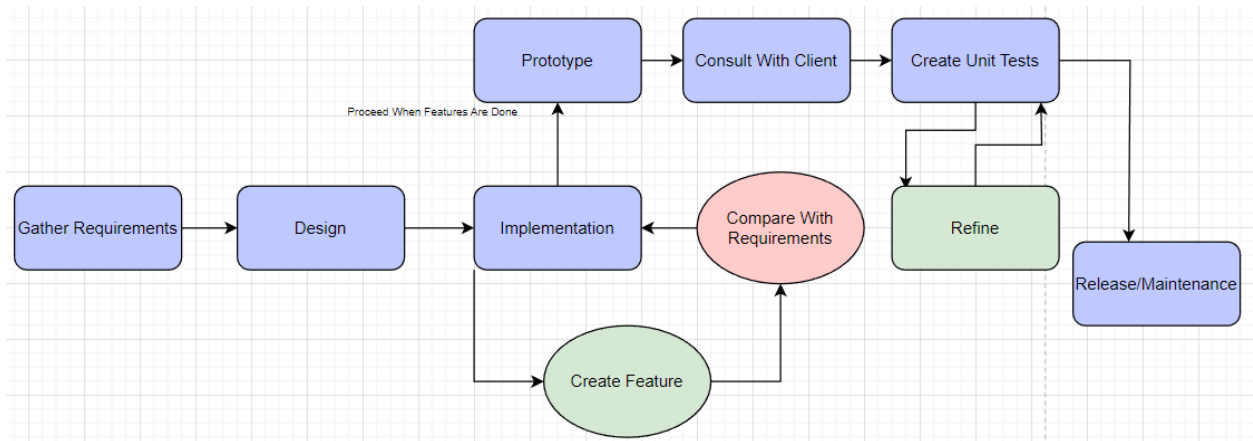 Prototype
Consult With Client
Create Unit Tests
Proceed When Features Are Done
Gather Requirements
Design
Implementation
Compare With
Requirements
Refine
Release/Maintenance
Create Feature